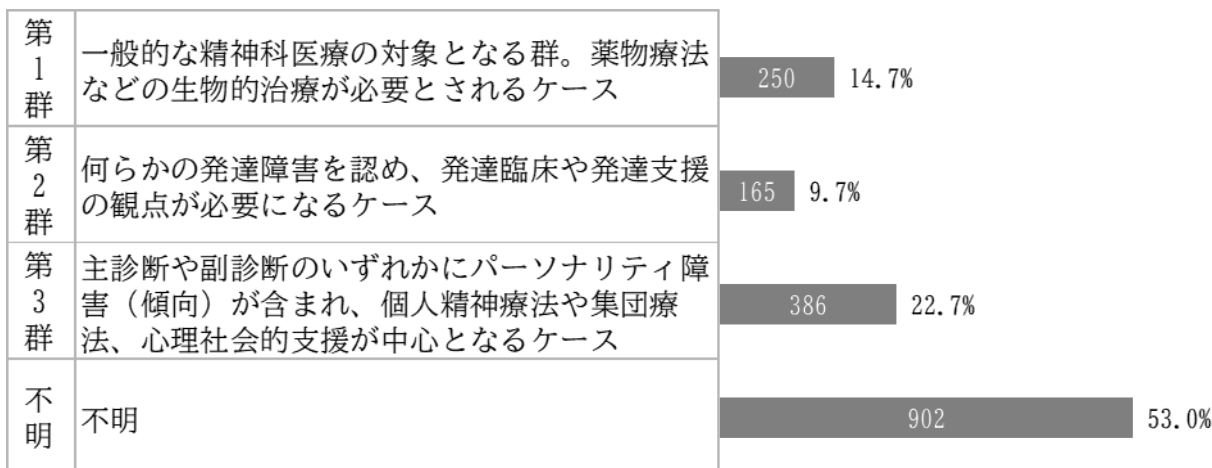 第1群
一般的な精神科医療の対象となる群。薬物療法
などの生物的治療が必要とされるケース
250 14.7%
第2群
何らかの発達障害を認め、発達臨床や発達支援
の観点が必要になるケース
165 9.7%
第3群
主診断や副診断のいずれかにパーソナリティ障
害(傾向)が含まれ、個人精神療法や集団療
法、心理社会的支援が中心となるケース
386 22.7%
不明
不明
902 53.0%